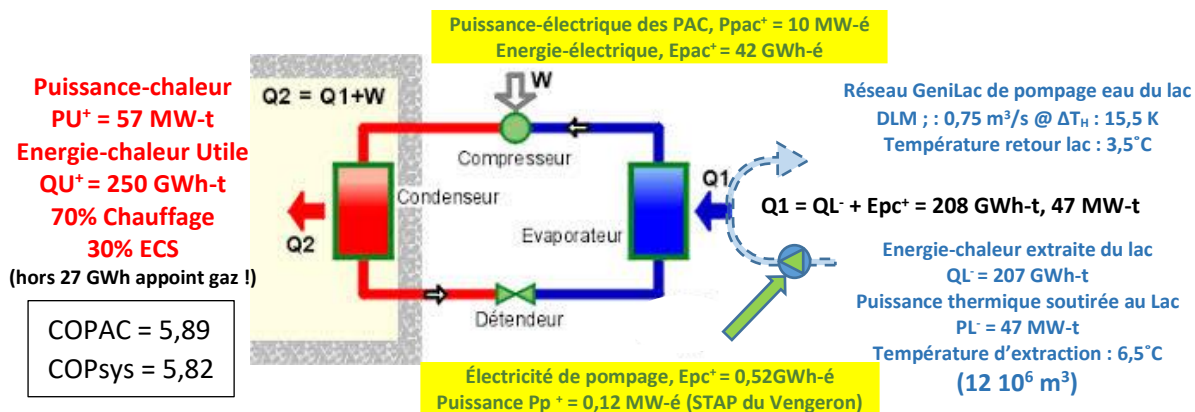 Puissance-électrique des PAC, Ppac⁺ = 10 MW-é
Energie-électrique, Epac⁺ = 42 GWh-é
Puissance-chaleur
PU⁺ = 57 MW-t
Energie-chaleur Utile
QU⁺ = 250 GWh-t
70% Chauffage
30% ECS
(hors 27 GWh appoint gaz !)
COPAC = 5,89
COPsys = 5,82
Q2 = Q1+W
W
Compresseur
Condenseur
Q2
Evaporateur
Q1
Détendeur
Réseau GeniLac de pompage eau du lac
DLM ; : 0,75 m³/s @ ΔT_H : 15,5 K
Température retour lac : 3,5˚C
Q1 = QL⁻ + Epc⁺ = 208 GWh-t, 47 MW-t
Energie-chaleur extraite du lac
QL⁻ = 207 GWh-t
Puissance thermique soutirée au Lac
PL⁻ = 47 MW-t
Température d’extraction : 6,5˚C
(12 10⁶ m³)
Électricité de pompage, Epc⁺ = 0,52GWh-é
Puissance Pp ⁺ = 0,12 MW-é (STAP du Vengeron)